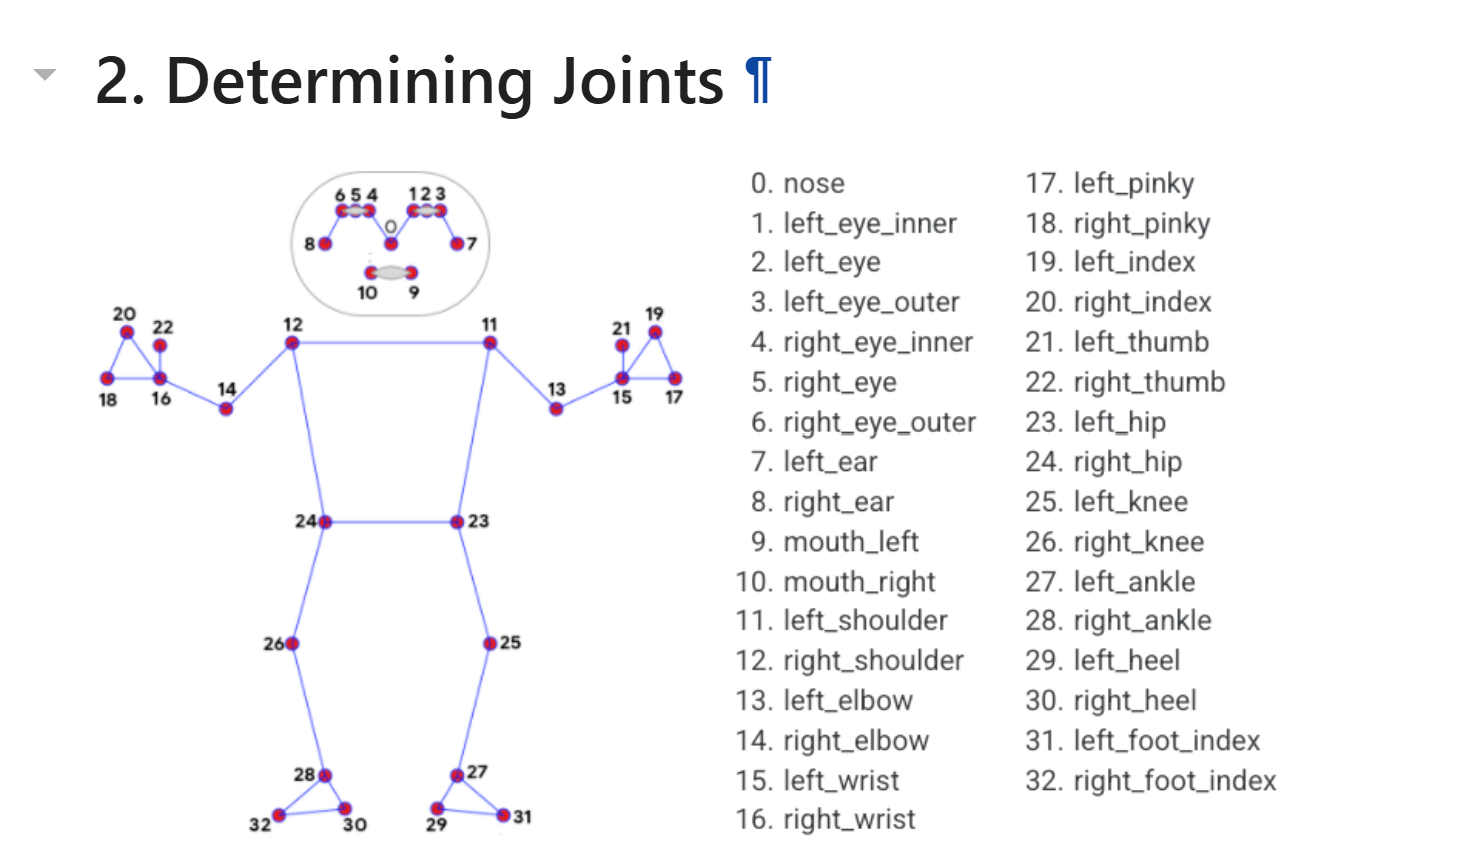 2. Determining Joints ¶
6 5 4 1 2 3
0
8 7
10 9
20 22 12 11 21 19
18 16 14 13 15 17
24 23
26 25
28 27
32 30 29 31
0. nose
1. left_eye_inner
2. left_eye
3. left_eye_outer
4. right_eye_inner
5. right_eye
6. right_eye_outer
7. left_ear
8. right_ear
9. mouth_left
10. mouth_right
11. left_shoulder
12. right_shoulder
13. left_elbow
14. right_elbow
15. left_wrist
16. right_wrist
17. left_pinky
18. right_pinky
19. left_index
20. right_index
21. left_thumb
22. right_thumb
23. left_hip
24. right_hip
25. left_knee
26. right_knee
27. left_ankle
28. right_ankle
29. left_heel
30. right_heel
31. left_foot_index
32. right_foot_index